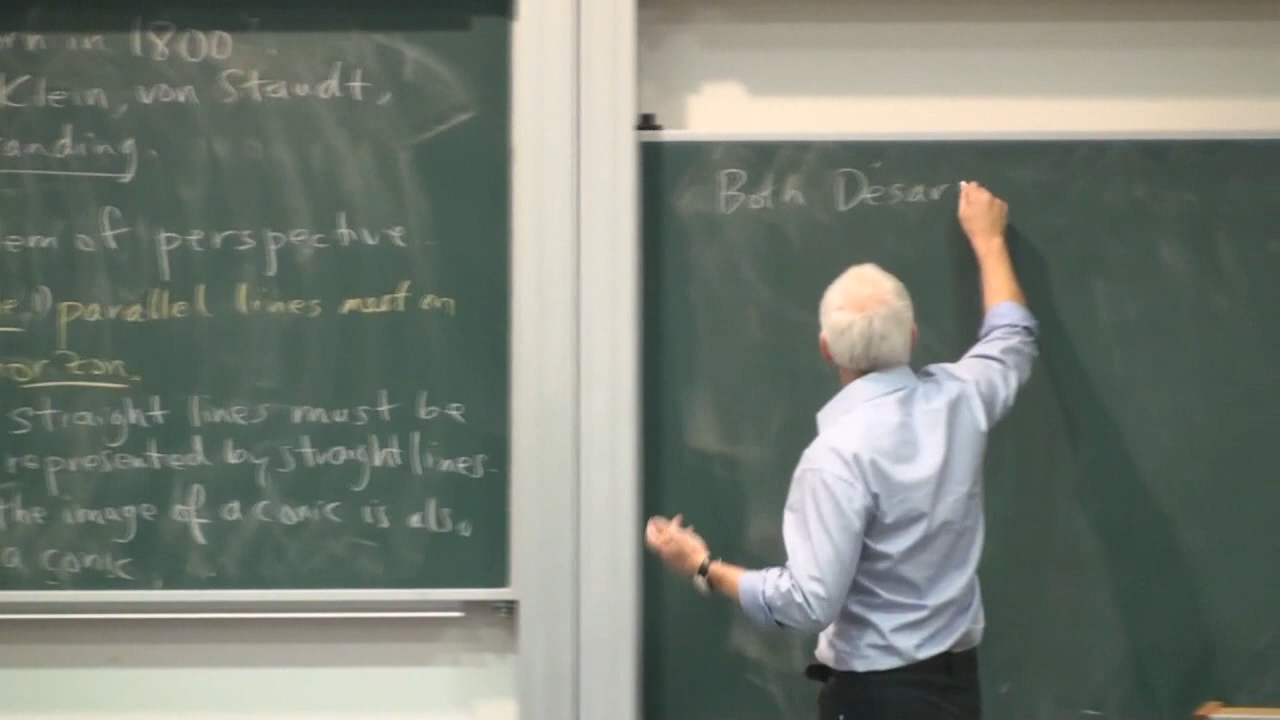 rn in 1800
Klein, von Staudt,
anding.
em of perspective
e.) parallel lines meet on
orizon.
straight lines must be
represented by straight lines.
The image of a conic is also
a conic.
Both Désar